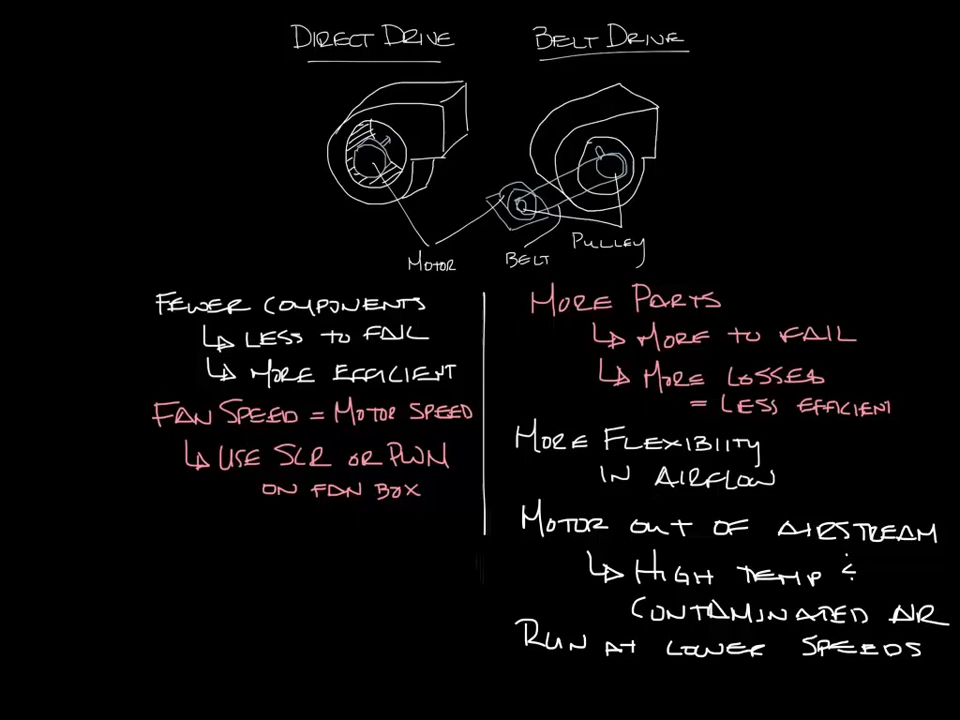 DIRECT DRIVE
BELT DRIVE
MOTOR
BELT
PULLEY
FEWER COMPONENTS
↳ LESS TO FAIL
↳ MORE EFFICIENT
FAN SPEED = MOTOR SPEED
↳ USE SCR OR PWM
ON FAN BOX
MORE PARTS
↳ MORE TO FAIL
↳ MORE LOSSES
= LESS EFFICIENT
MORE FLEXIBIITY
IN AIRFLOW
MOTOR OUT OF AIRSTREAM
↳ HIGH TEMP &
CONTAMINATED AIR
RUN AT LOWER SPEEDS